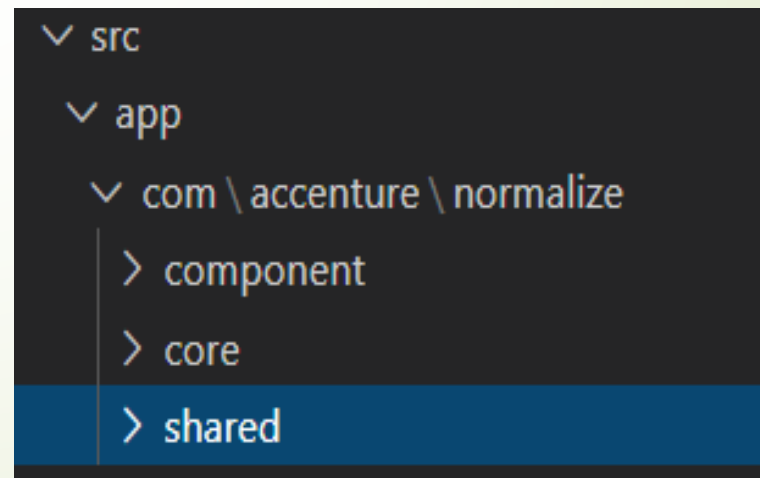 src
app
com \ accenture \ normalize
component
core
shared